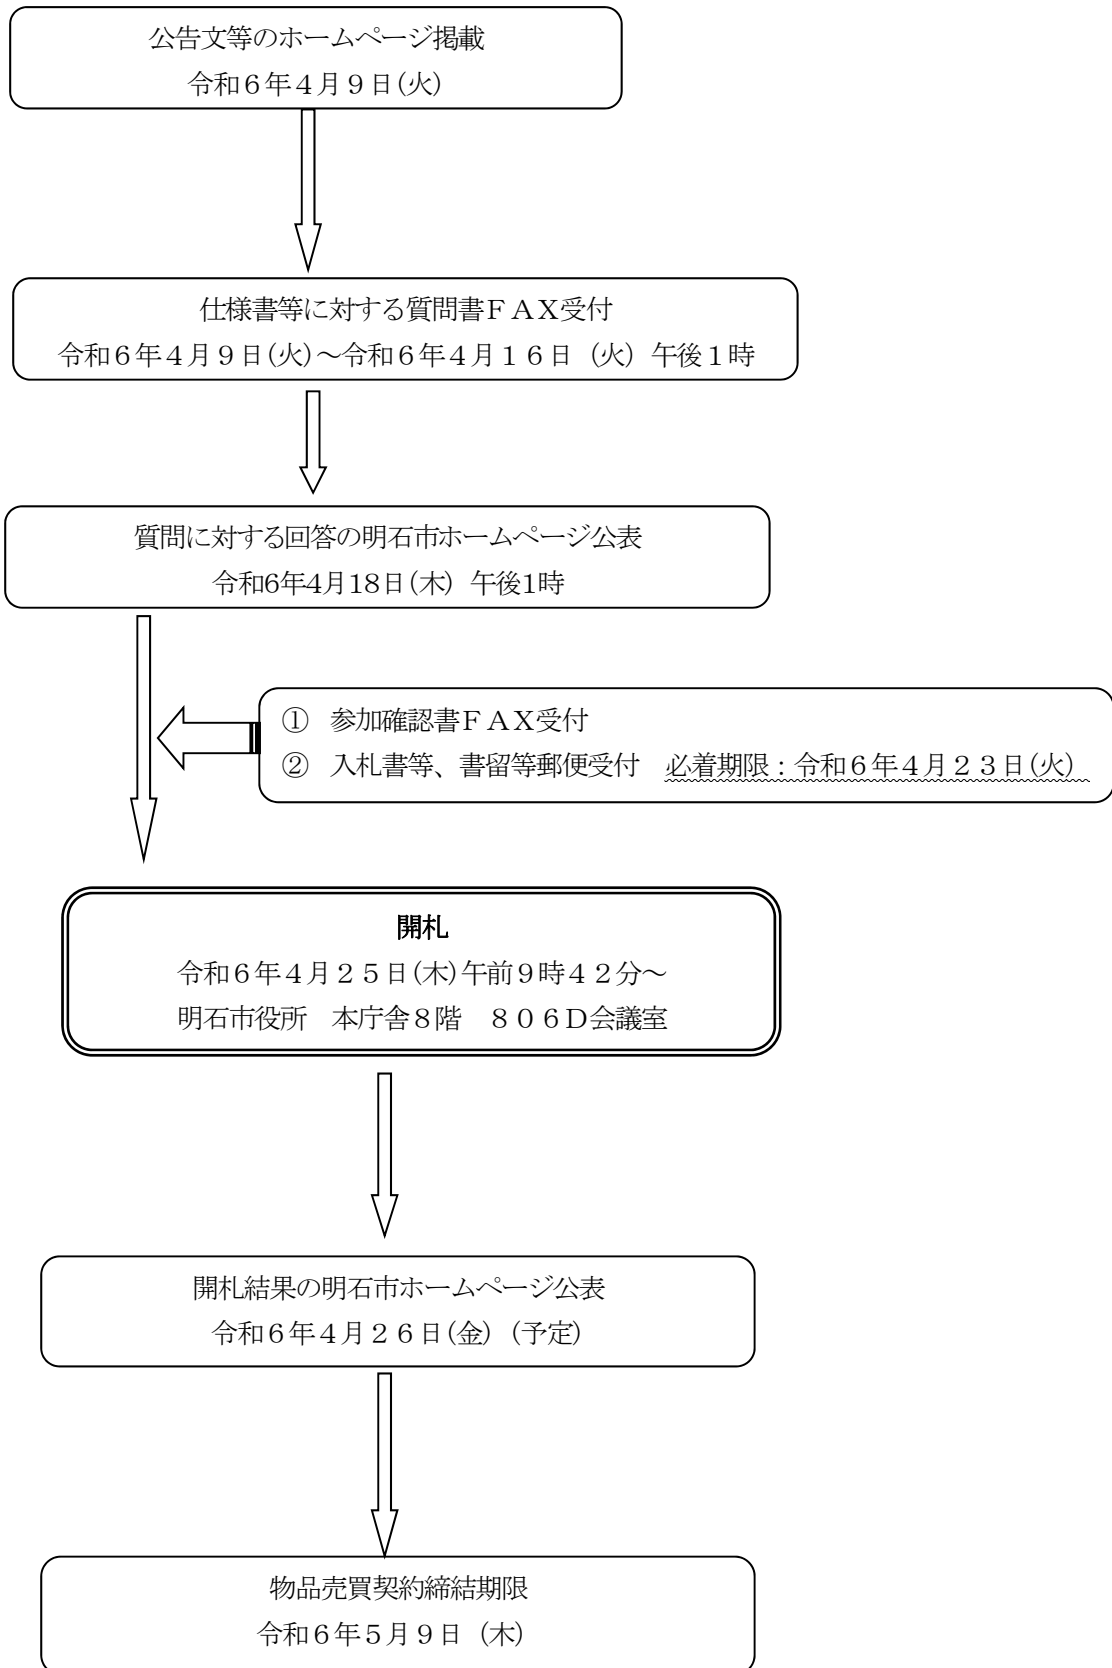 公告文等のホームページ掲載
令和６年４月９日(火)
仕様書等に対する質問書ＦＡＸ受付
令和６年４月９日(火)～令和６年４月１６日（火）午後１時
質問に対する回答の明石市ホームページ公表
令和6年4月18日(木）午後1時
①　参加確認書ＦＡＸ受付
②　入札書等、書留等郵便受付　必着期限：令和６年４月２３日(火)
開札
令和６年４月２５日(木)午前９時４２分～
明石市役所　本庁舎８階　８０６Ｄ会議室
開札結果の明石市ホームページ公表
令和６年４月２６日(金)（予定）
物品売買契約締結期限
令和６年５月９日（木）